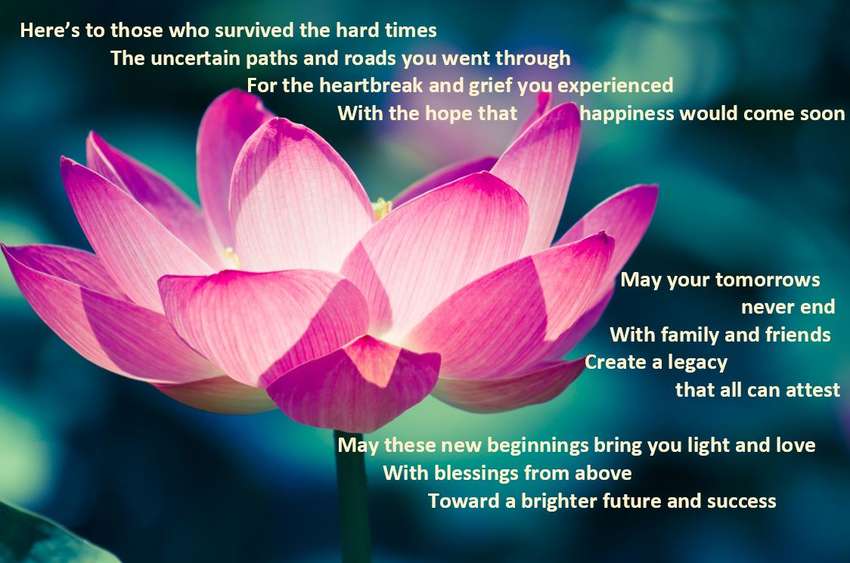 Here’s to those who survived the hard times
The uncertain paths and roads you went through
For the heartbreak and grief you experienced
With the hope that happiness would come soon
May your tomorrows
never end
With family and friends
Create a legacy
that all can attest
May these new beginnings bring you light and love
With blessings from above
Toward a brighter future and success